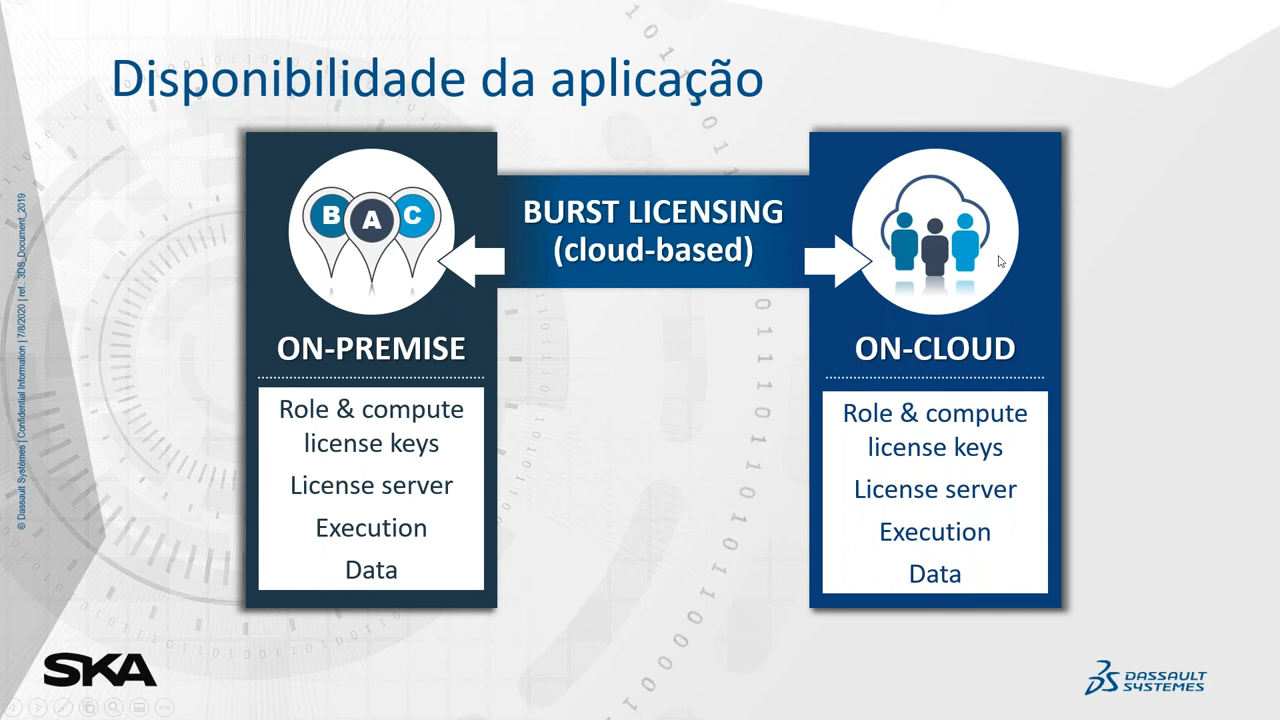 Disponibilidade da aplicação
B A C
BURST LICENSING
(cloud-based)
ON-PREMISE
Role & compute
license keys
License server
Execution
Data
ON-CLOUD
Role & compute
license keys
License server
Execution
Data
© Dassault Systèmes | Confidential Information | 7/8/2020 | ref.: 3DS_Document_2019
SKA
DASSAULT
SYSTEMES